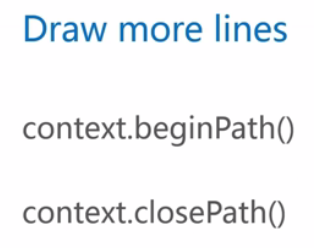 Draw more lines
context.beginPath()
context.closePath()